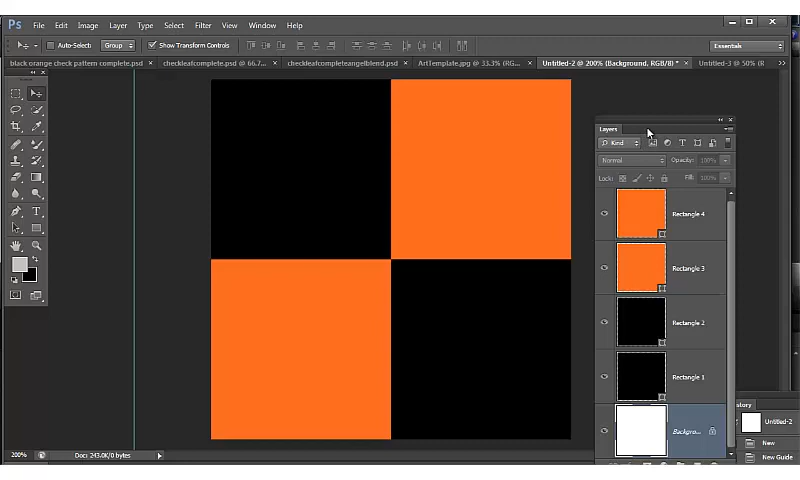 Ps File Edit Image Layer Type Select Filter View Window Help
Auto-Select: Group Show Transform Controls Essentials
black orange check pattern complete.psd × checkleafcomplete.psd @ 66.7... × checkleafcompleteangelblend.psd × ArtTemplate.jpg @ 33.3% (RG... × Untitled-2 @ 200% (Background, RGB/8) * × Untitled-3 @ 50% (R
Layers
Kind
Normal Opacity: 100%
Lock: Fill: 100%
Rectangle 4
Rectangle 3
Rectangle 2
Rectangle 1
Backgro...
story
Untitled-2
New
New Guide
200% Doc: 243.0K/0 bytes